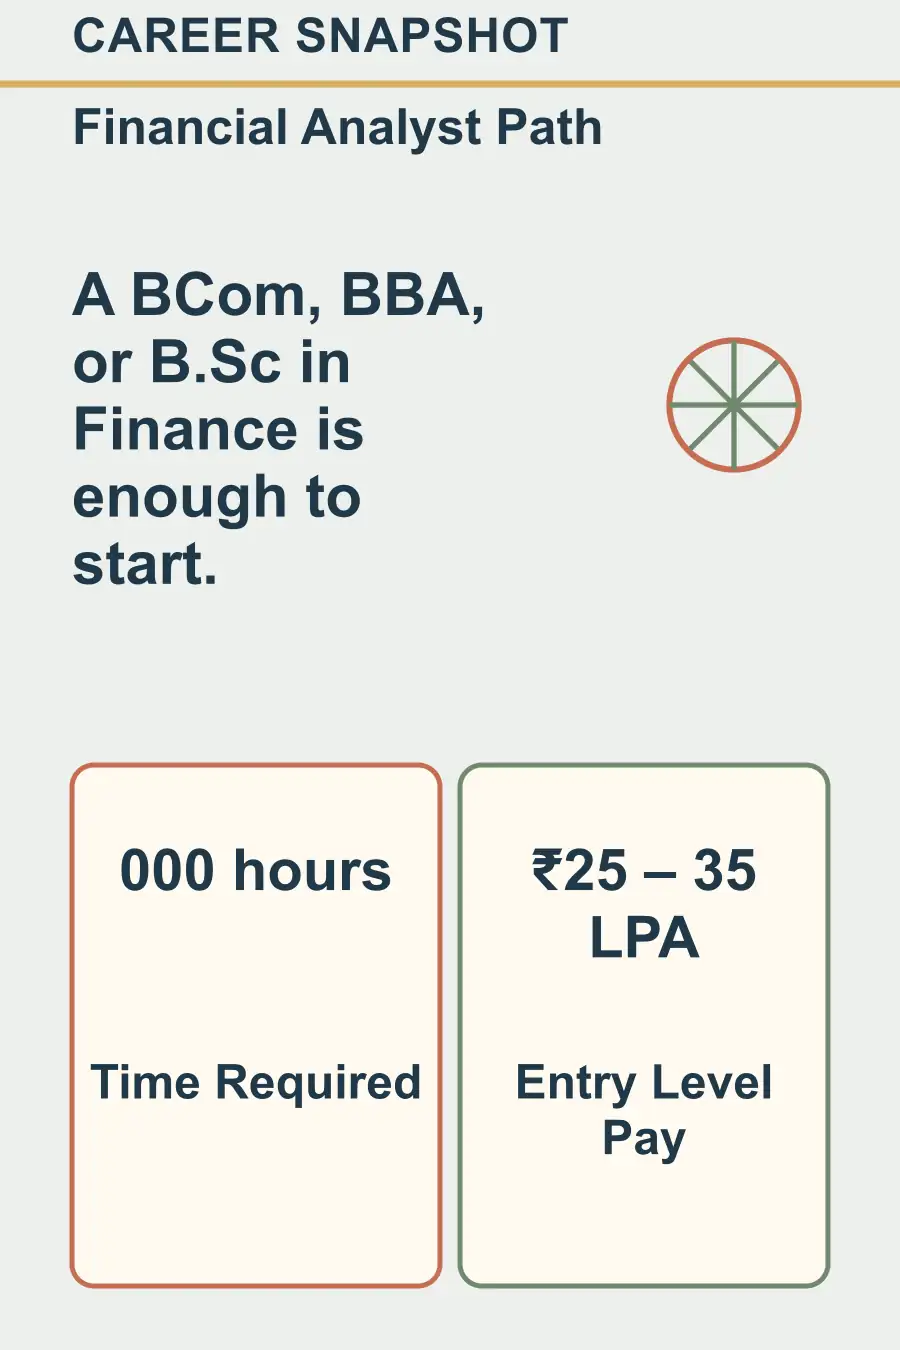 CAREER SNAPSHOT
Financial Analyst Path
A BCom, BBA,
or B.Sc in
Finance is
enough to
start.
000 hours
Time Required
₹25 – 35
LPA
Entry Level
Pay